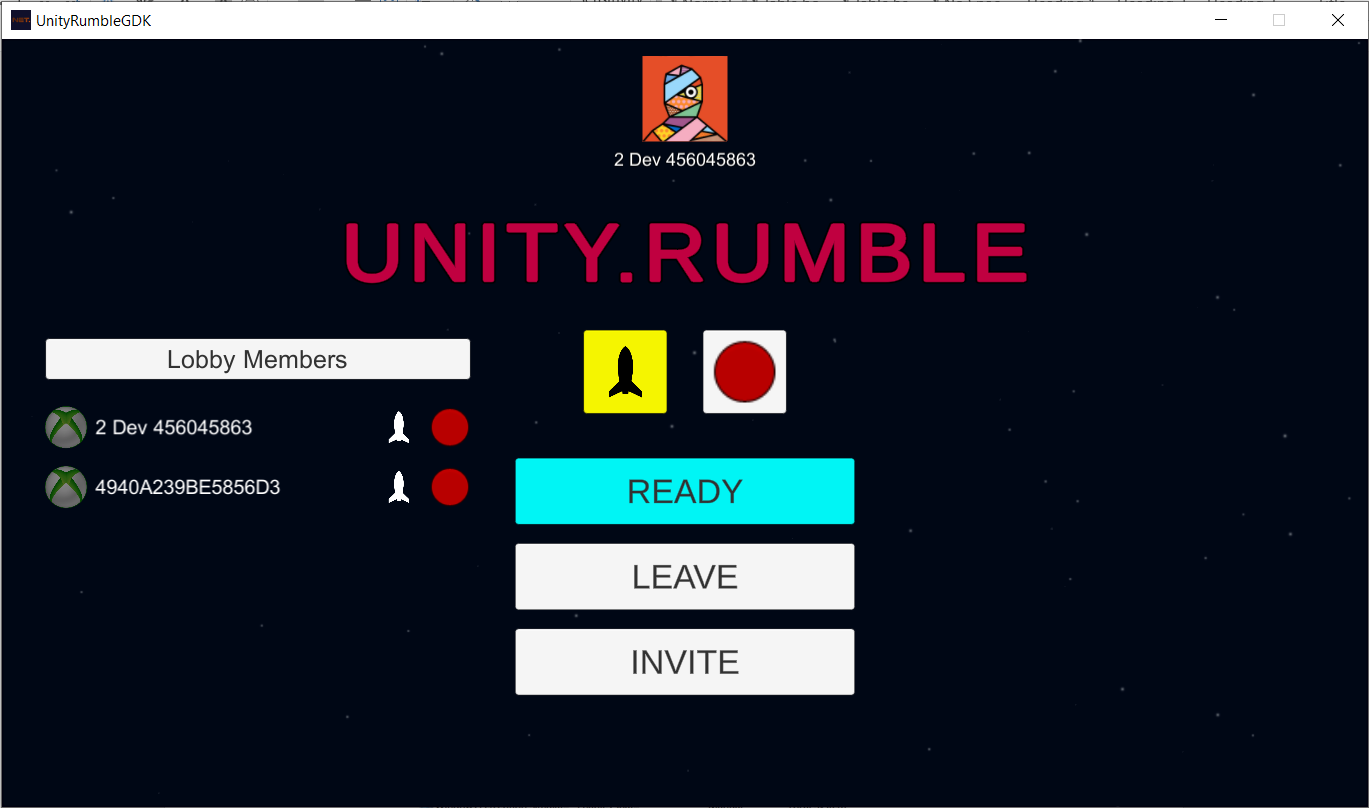 UnityRumbleGDK
2 Dev 456045863
UNITY.RUMBLE
Lobby Members
2 Dev 456045863
4940A239BE5856D3
READY
LEAVE
INVITE